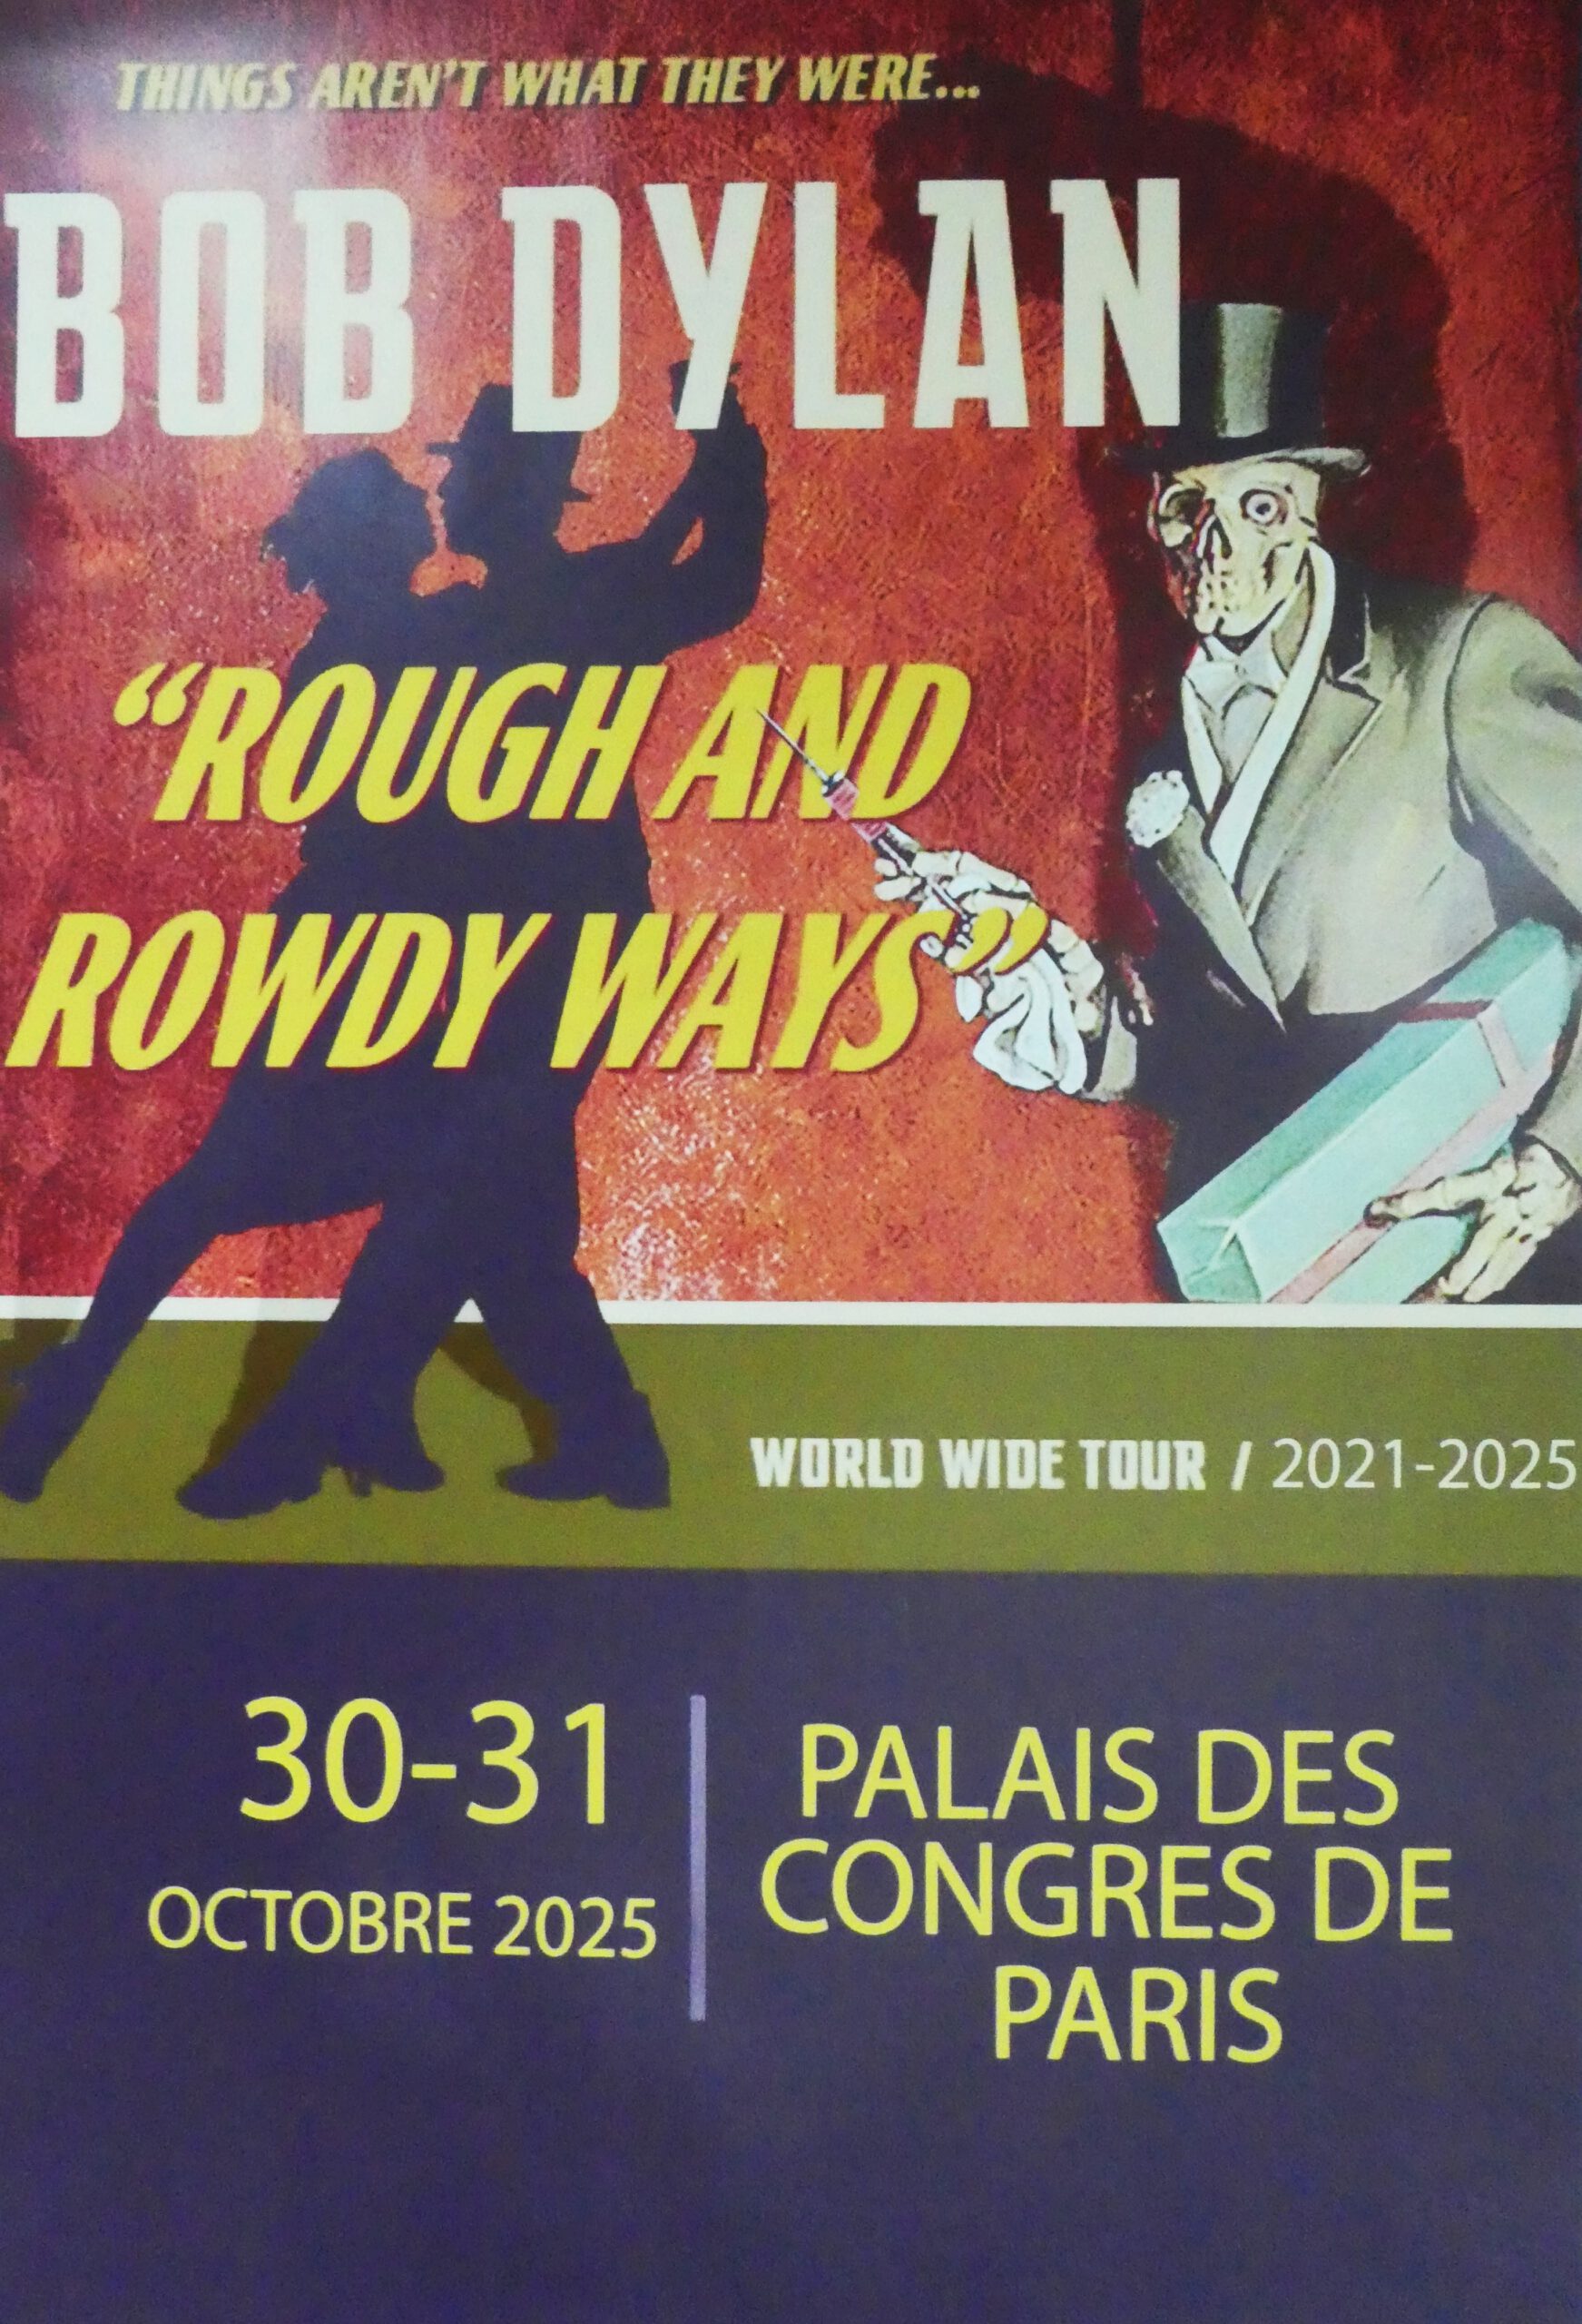 THINGS AREN'T WHAT THEY WERE...
BOB DYLAN
"ROUGH AND
ROWDY WAYS"
WORLD WIDE TOUR / 2021-2025
30-31
OCTOBRE 2025
PALAIS DES
CONGRES DE
PARIS